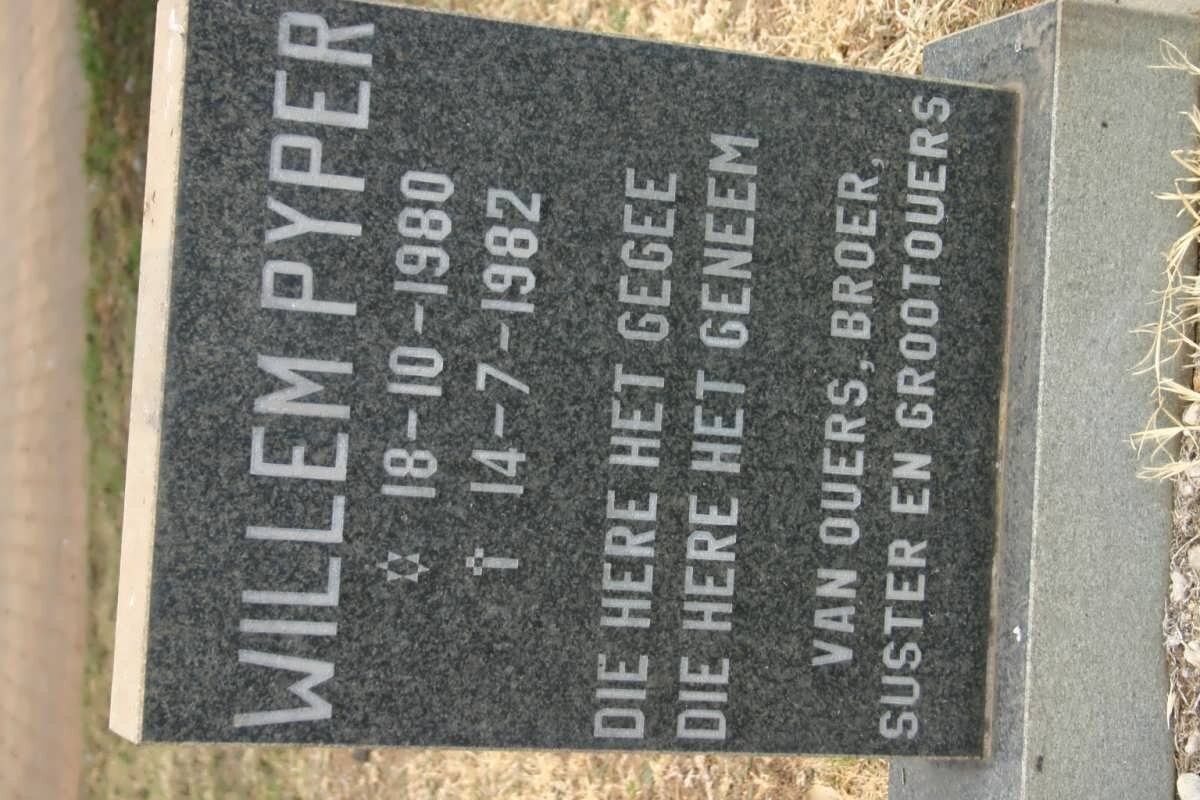 WILLEM PYPER
✡ 18-10-1980
✝ 14-7-1982
DIE HERE HET GEGEE
DIE HERE HET GENEEM
VAN OUERS, BROER,
SUSTER EN GROOTOUERS